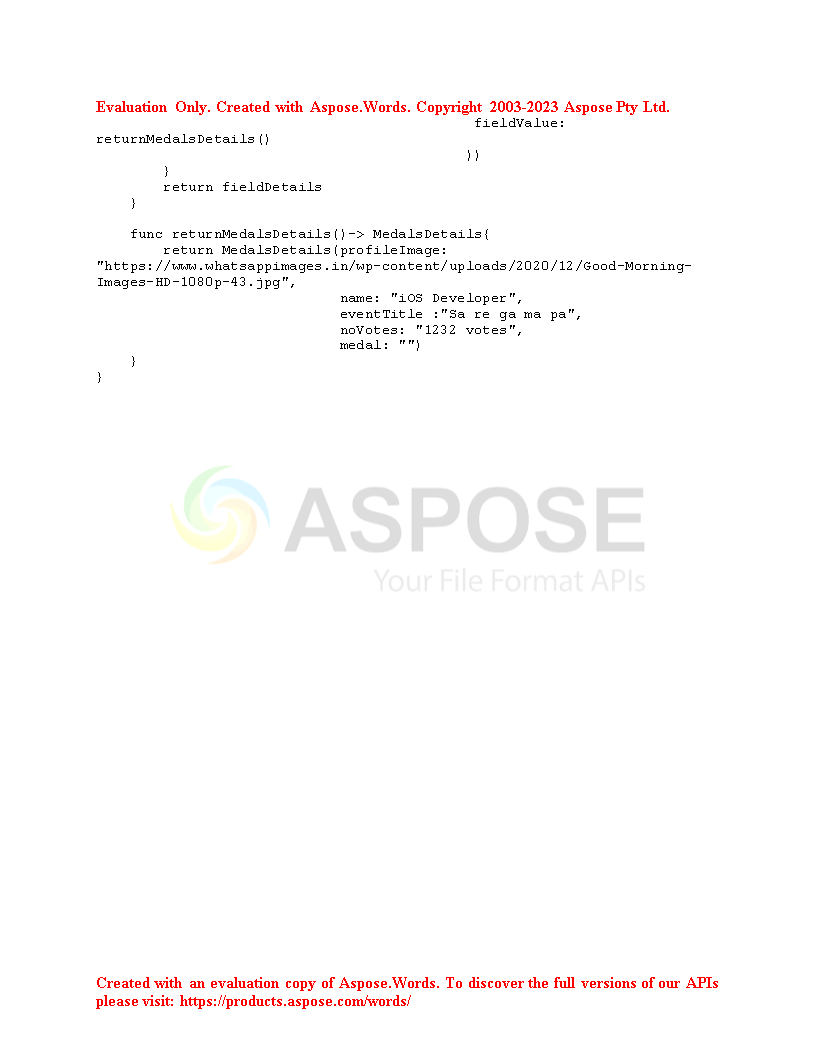 Evaluation Only. Created with Aspose.Words. Copyright 2003-2023 Aspose Pty Ltd.
                                             fieldValue:
returnMedalsDetails()
                                            ))
        }
        return fieldDetails
    }

    func returnMedalsDetails()-> MedalsDetails{
        return MedalsDetails(profileImage:
"https://www.whatsappimages.in/wp-content/uploads/2020/12/Good-Morning-
Images-HD-1080p-43.jpg",
                             name: "iOS Developer",
                             eventTitle :"Sa re ga ma pa",
                             noVotes: "1232 votes",
                             medal: "")
    }
}
ASPOSE
Your File Format APIs
Created with an evaluation copy of Aspose.Words. To discover the full versions of our APIs
please visit: https://products.aspose.com/words/